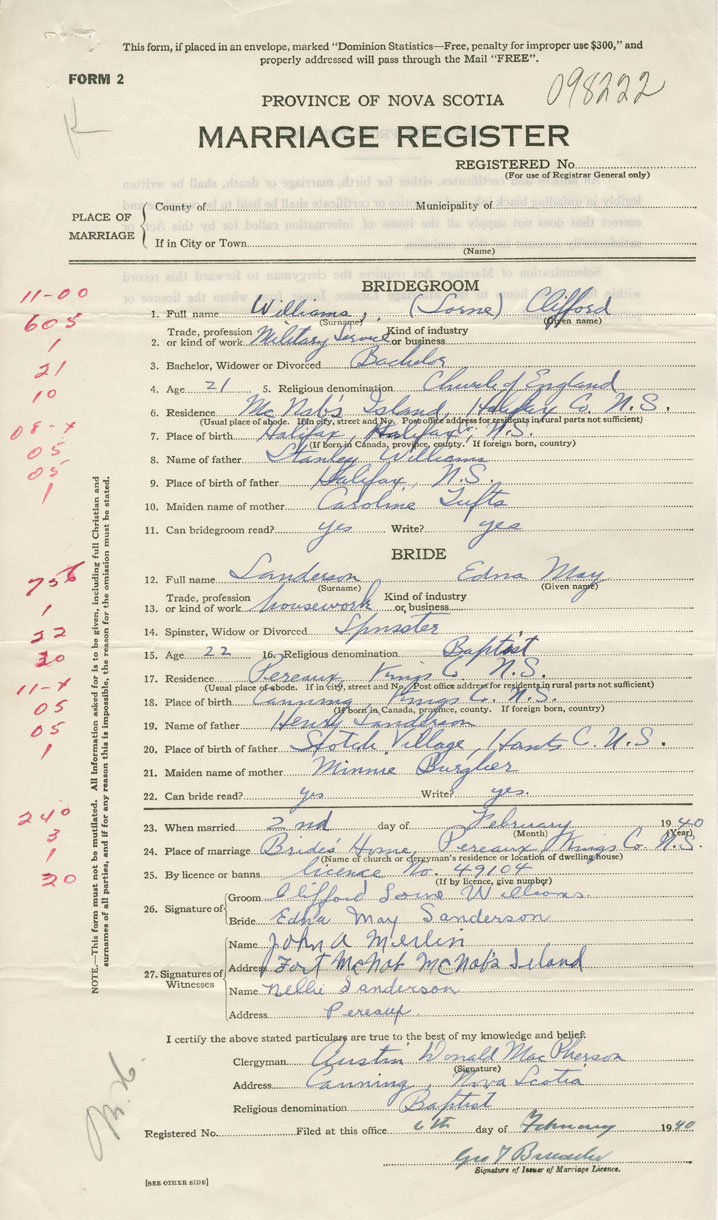 This form, if placed in an envelope, marked "Dominion Statistics—Free, penalty for improper use $300," and
properly addressed will pass through the Mail "FREE".
FORM 2
098222
K
PROVINCE OF NOVA SCOTIA
MARRIAGE REGISTER
REGISTERED No.
(For use of Registrar General only)
PLACE OF MARRIAGE
County of Municipality of
If in City or Town
(Name)
BRIDEGROOM
11-00
1. Full name Williams, (Lorne) Clifford
(Surname) (Given name)
605
2. Trade, profession or kind of work Military Service Kind of industry or business
1
3. Bachelor, Widower or Divorced Bachelor
21
4. Age 21 5. Religious denomination Church of England
10
6. Residence McNab's Island, Halifax Co. N.S.
(Usual place of abode. If in city, street and No. Post office address for residents in rural parts not sufficient)
08-x
7. Place of birth Halifax, Halifax, N.S.
(If born in Canada, province, county. If foreign born, country)
05
8. Name of father Stanley Williams
05
9. Place of birth of father Halifax, N.S.
1
10. Maiden name of mother Caroline Tufts
11. Can bridegroom read? yes Write? yes
BRIDE
12. Full name Sanderson Edna May
(Surname) (Given name)
756
13. Trade, profession or kind of work housework Kind of industry or business
1
14. Spinster, Widow or Divorced Spinster
22
15. Age 22 16. Religious denomination Baptist
20
17. Residence Pereaux, Kings Co. N.S.
(Usual place of abode. If in city, street and No. Post office address for residents in rural parts not sufficient)
11-x
18. Place of birth Canning, Kings C. N.S.
(If born in Canada, province, county. If foreign born, country)
05
19. Name of father Henry Sanderson
05
20. Place of birth of father Scotch Village, Hants C. N.S.
1
21. Maiden name of mother Minnie
22. Can bride read? yes Write? yes.
240
23. When married 2nd day of February 1940
(Month) (Year)
3
24. Place of marriage Bride's Home, Pereaux, Kings Co. N.S.
(Name of church or clergyman's residence or location of dwelling house)
1
25. By licence or banns licence No. 49104
(If by licence, give number)
20
26. Signature of
Groom Clifford Lorne Williams.
Bride Edna May Sanderson
27. Signatures of Witnesses
Name John A Merlin
Address Fort McNab McNab's Island
Name Nellie Sanderson
Address Pereaux
I certify the above stated particulars are true to the best of my knowledge and belief.
Clergyman Austin Donald MacPherson
(Signature)
Address Canning, Nova Scotia
Religious denomination Baptist
Registered No. Filed at this office 6th day of February 1940
Geo T
Signature of Issuer of Marriage Licence.
[SEE OTHER SIDE]
NOTE.—This form must not be mutilated. All information asked for is to be given, including full Christian and
surnames of all parties, and if for any reason this is impossible, the reason for the omission must be stated.